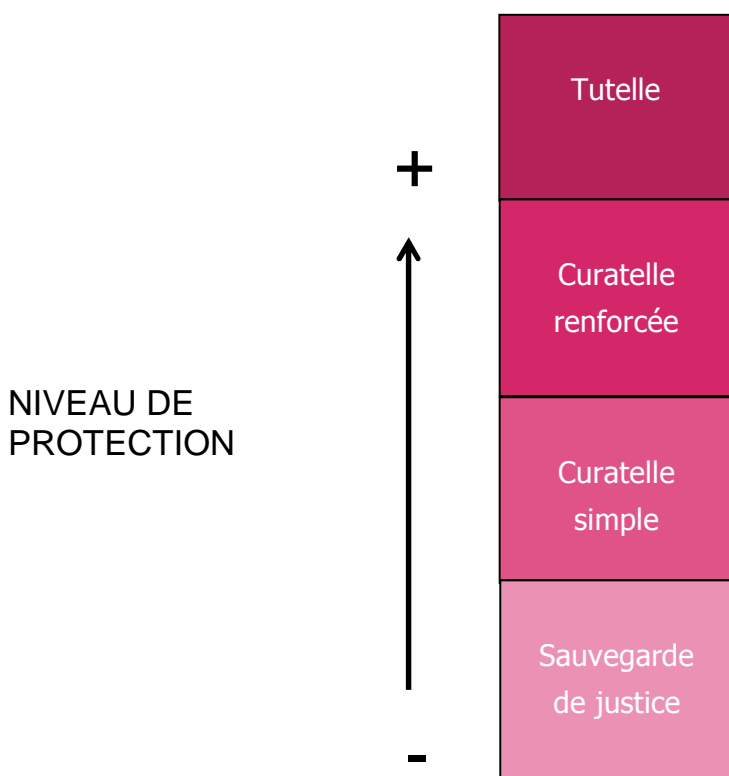 Tutelle
+
Curatelle
renforcée
NIVEAU DE
PROTECTION
Curatelle
simple
Sauvegarde
de justice
-